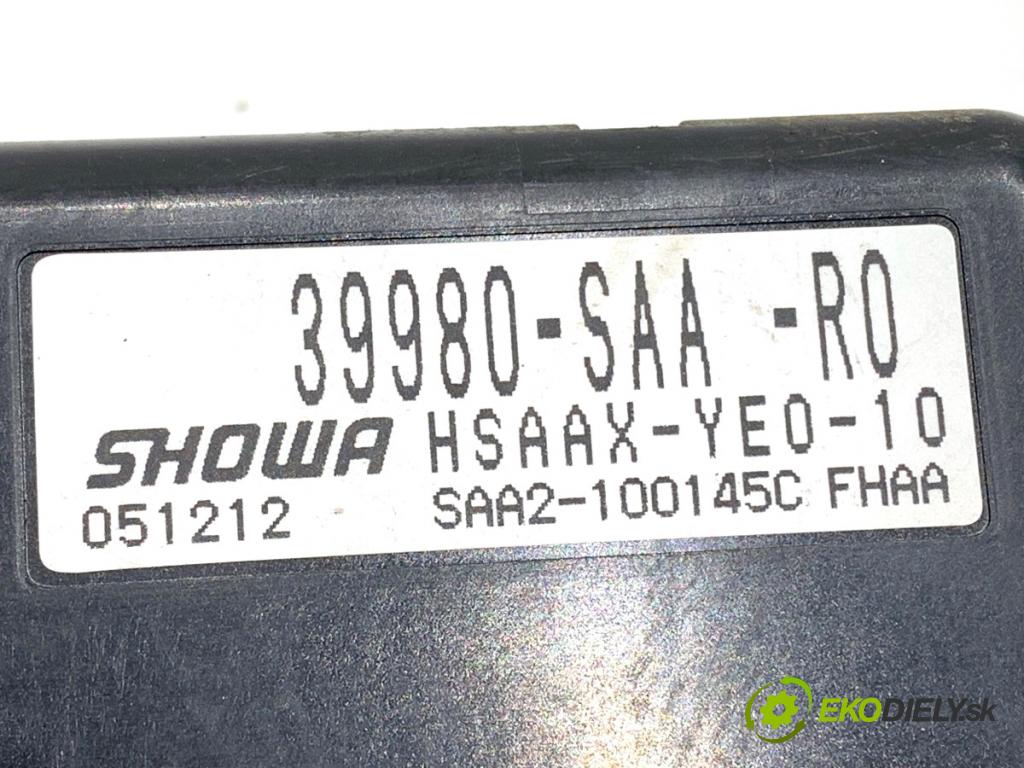 39980-SAA -R0
SHOWA HSAAX-YE0-10
051212 SAA2-100145C FHAA
EKODIELY.sk